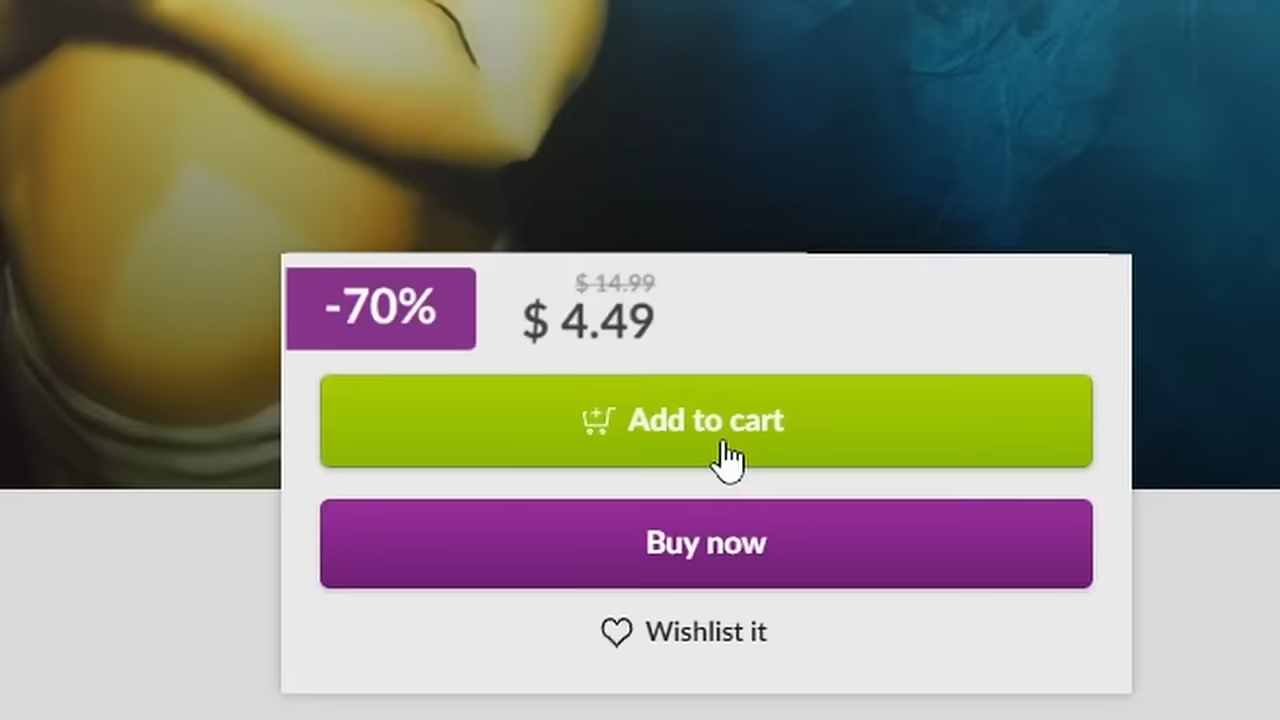 -70%
$ 14.99
$ 4.49
Add to cart
Buy now
Wishlist it